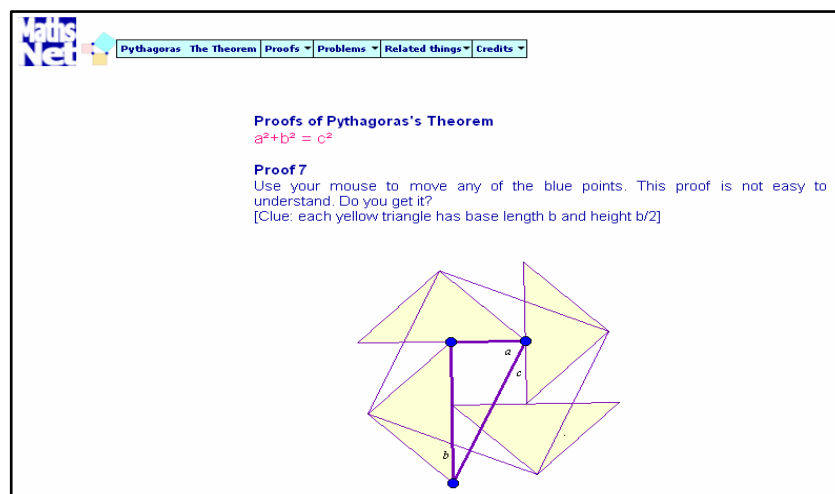 Maths
Net
Pythagoras The Theorem Proofs Problems Related things Credits
Proofs of Pythagoras's Theorem
a²+b² = c²
Proof 7
Use your mouse to move any of the blue points. This proof is not easy to
understand. Do you get it?
[Clue: each yellow triangle has base length b and height b/2]
a
c
b